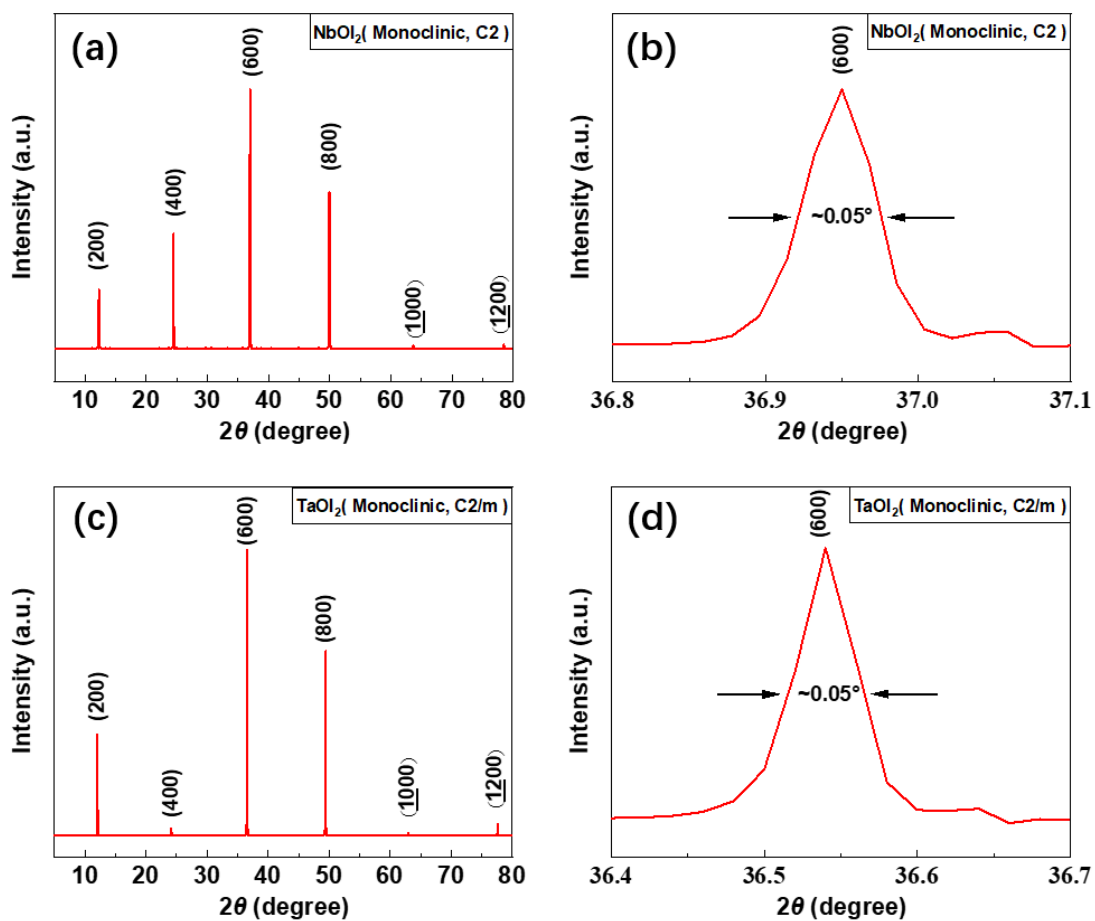 (a)
NbOI₂( Monoclinic, C2 )
(200)
(400)
(600)
(800)
(1000)
(1200)
Intensity (a.u.)
10 20 30 40 50 60 70 80
2θ (degree)
(b)
NbOI₂( Monoclinic, C2)
(600)
~0.05°
Intensity (a.u.)
36.8 36.9 37.0 37.1
2θ (degree)
(c)
TaOI₂( Monoclinic, C2/m )
(200)
(400)
(600)
(800)
(1000)
(1200)
Intensity (a.u.)
10 20 30 40 50 60 70 80
2θ (degree)
(d)
TaOI₂( Monoclinic, C2/m )
(600)
~0.05°
Intensity (a.u.)
36.4 36.5 36.6 36.7
2θ (degree)